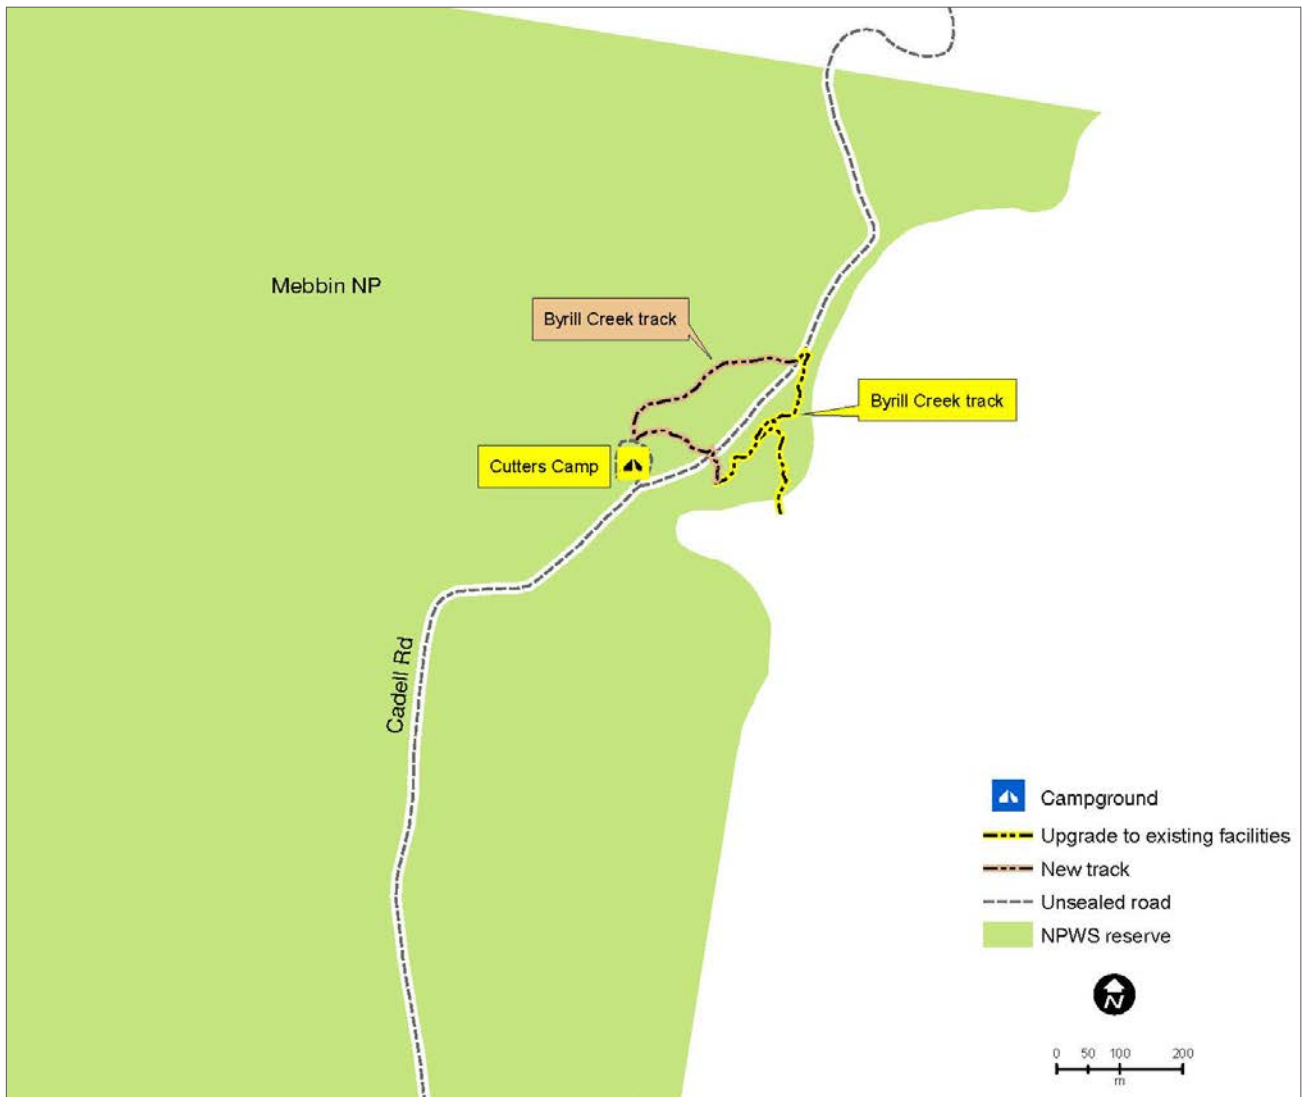 Mebbin NP
Byrill Creek track
Byrill Creek track
Cutters Camp
Cadell Rd
Campground
Upgrade to existing facilities
New track
Unsealed road
NPWS reserve
N
0 50 100 200
m